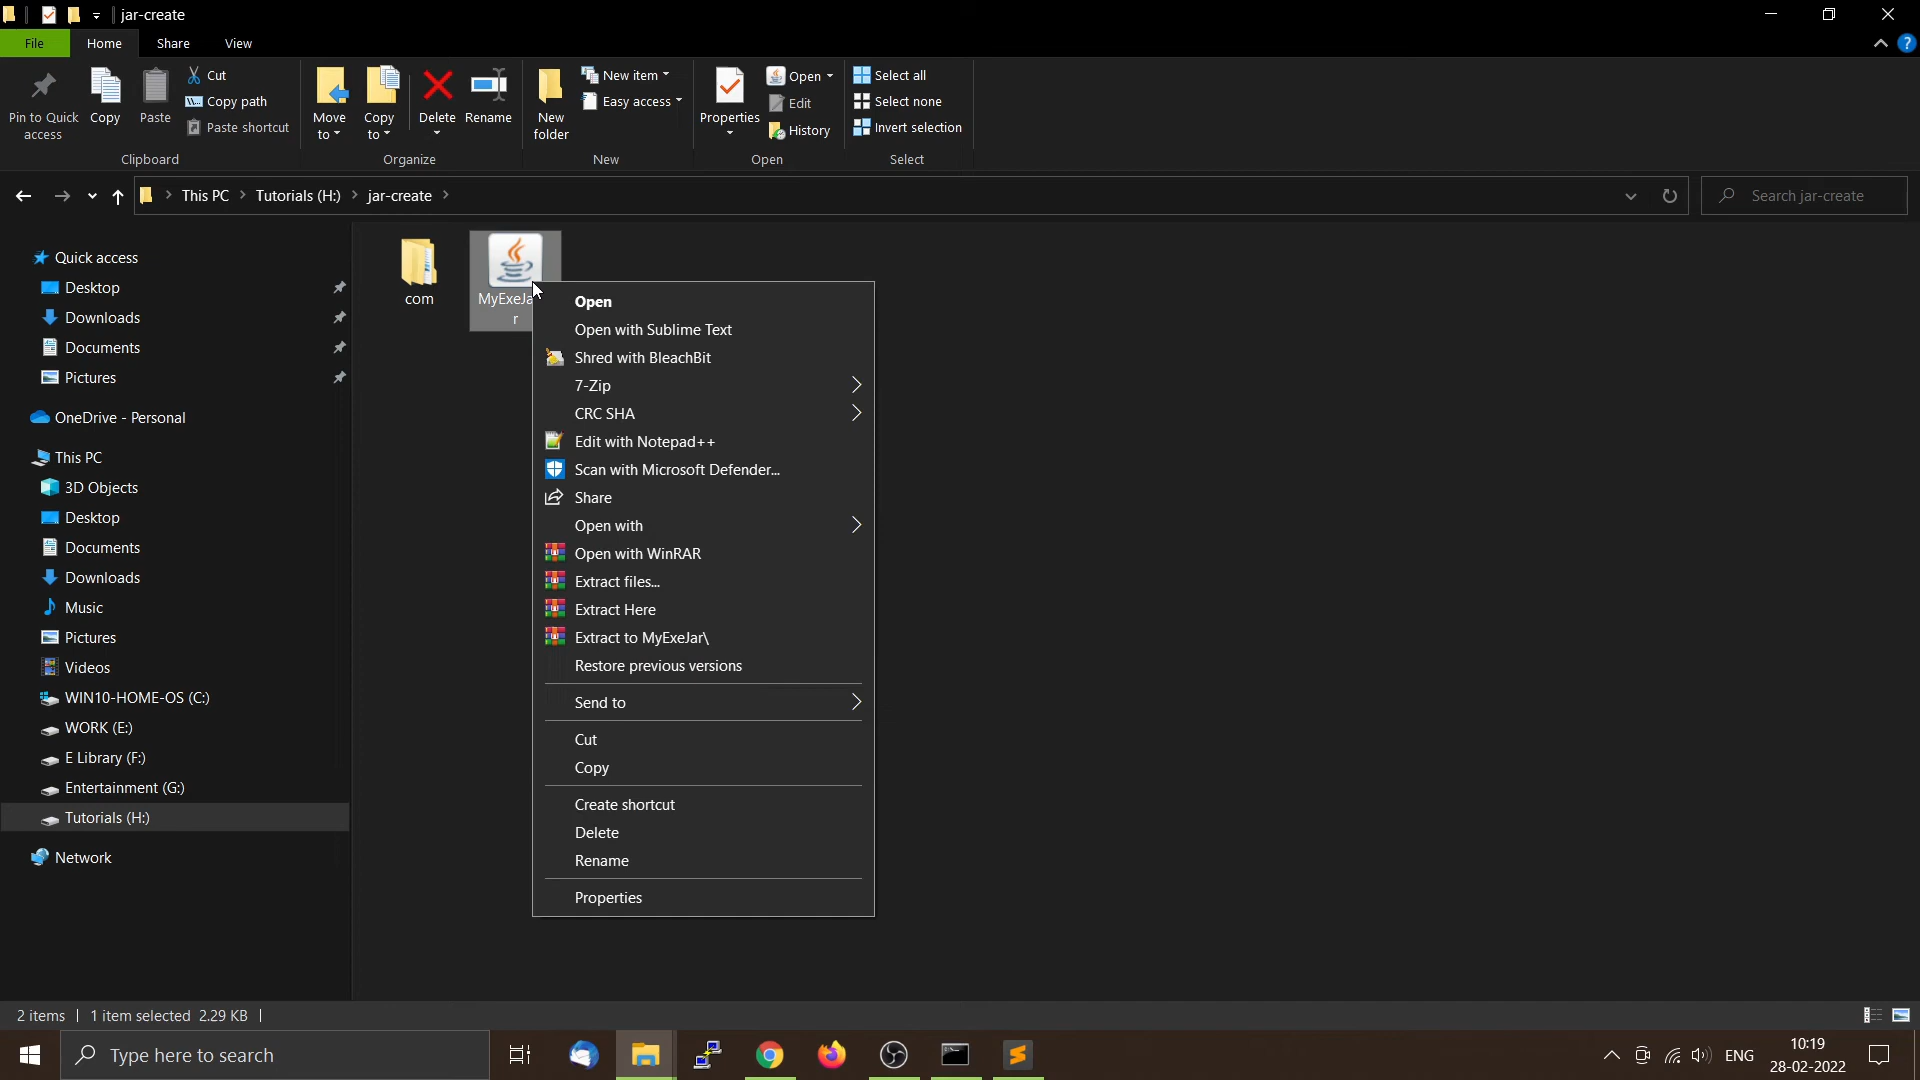 jar-create
File Home Share View
Pin to Quick access
Copy
Paste
Cut
Copy path
Paste shortcut
Clipboard
Move to
Copy to
Delete
Rename
Organize
New folder
New item
Easy access
New
Properties
Open
Edit
History
Open
Select all
Select none
Invert selection
Select
This PC > Tutorials (H:) > jar-create >
Search jar-create
Quick access
Desktop
Downloads
Documents
Pictures
OneDrive - Personal
This PC
3D Objects
Desktop
Documents
Downloads
Music
Pictures
Videos
WIN10-HOME-OS (C:)
WORK (E:)
E Library (F:)
Entertainment (G:)
Tutorials (H:)
Network
com
MyExeJa
r
Open
Open with Sublime Text
Shred with BleachBit
7-Zip
CRC SHA
Edit with Notepad++
Scan with Microsoft Defender...
Share
Open with
Open with WinRAR
Extract files...
Extract Here
Extract to MyExeJar\
Restore previous versions
Send to
Cut
Copy
Create shortcut
Delete
Rename
Properties
2 items
1 item selected 2.29 KB
Type here to search
ENG
10:19
28-02-2022